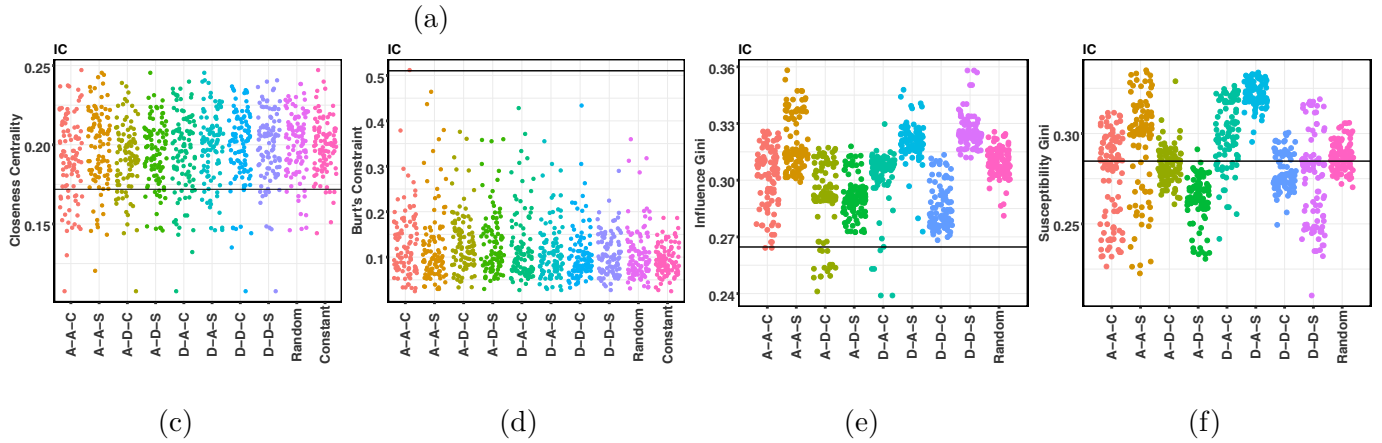 (a)
IC
Closeness Centrality
0.25
0.20
0.15
A-A-C
A-A-S
A-D-C
A-D-S
D-A-C
D-A-S
D-D-C
D-D-S
Random
Constant
(c)
IC
Burt's Constraint
0.5
0.4
0.3
0.2
0.1
A-A-C
A-A-S
A-D-C
A-D-S
D-A-C
D-A-S
D-D-C
D-D-S
Random
Constant
(d)
IC
Influence Gini
0.36
0.33
0.30
0.27
0.24
A-A-C
A-A-S
A-D-C
A-D-S
D-A-C
D-A-S
D-D-C
D-D-S
Random
(e)
IC
Susceptibility Gini
0.30
0.25
A-A-C
A-A-S
A-D-C
A-D-S
D-A-C
D-A-S
D-D-C
D-D-S
Random
(f)